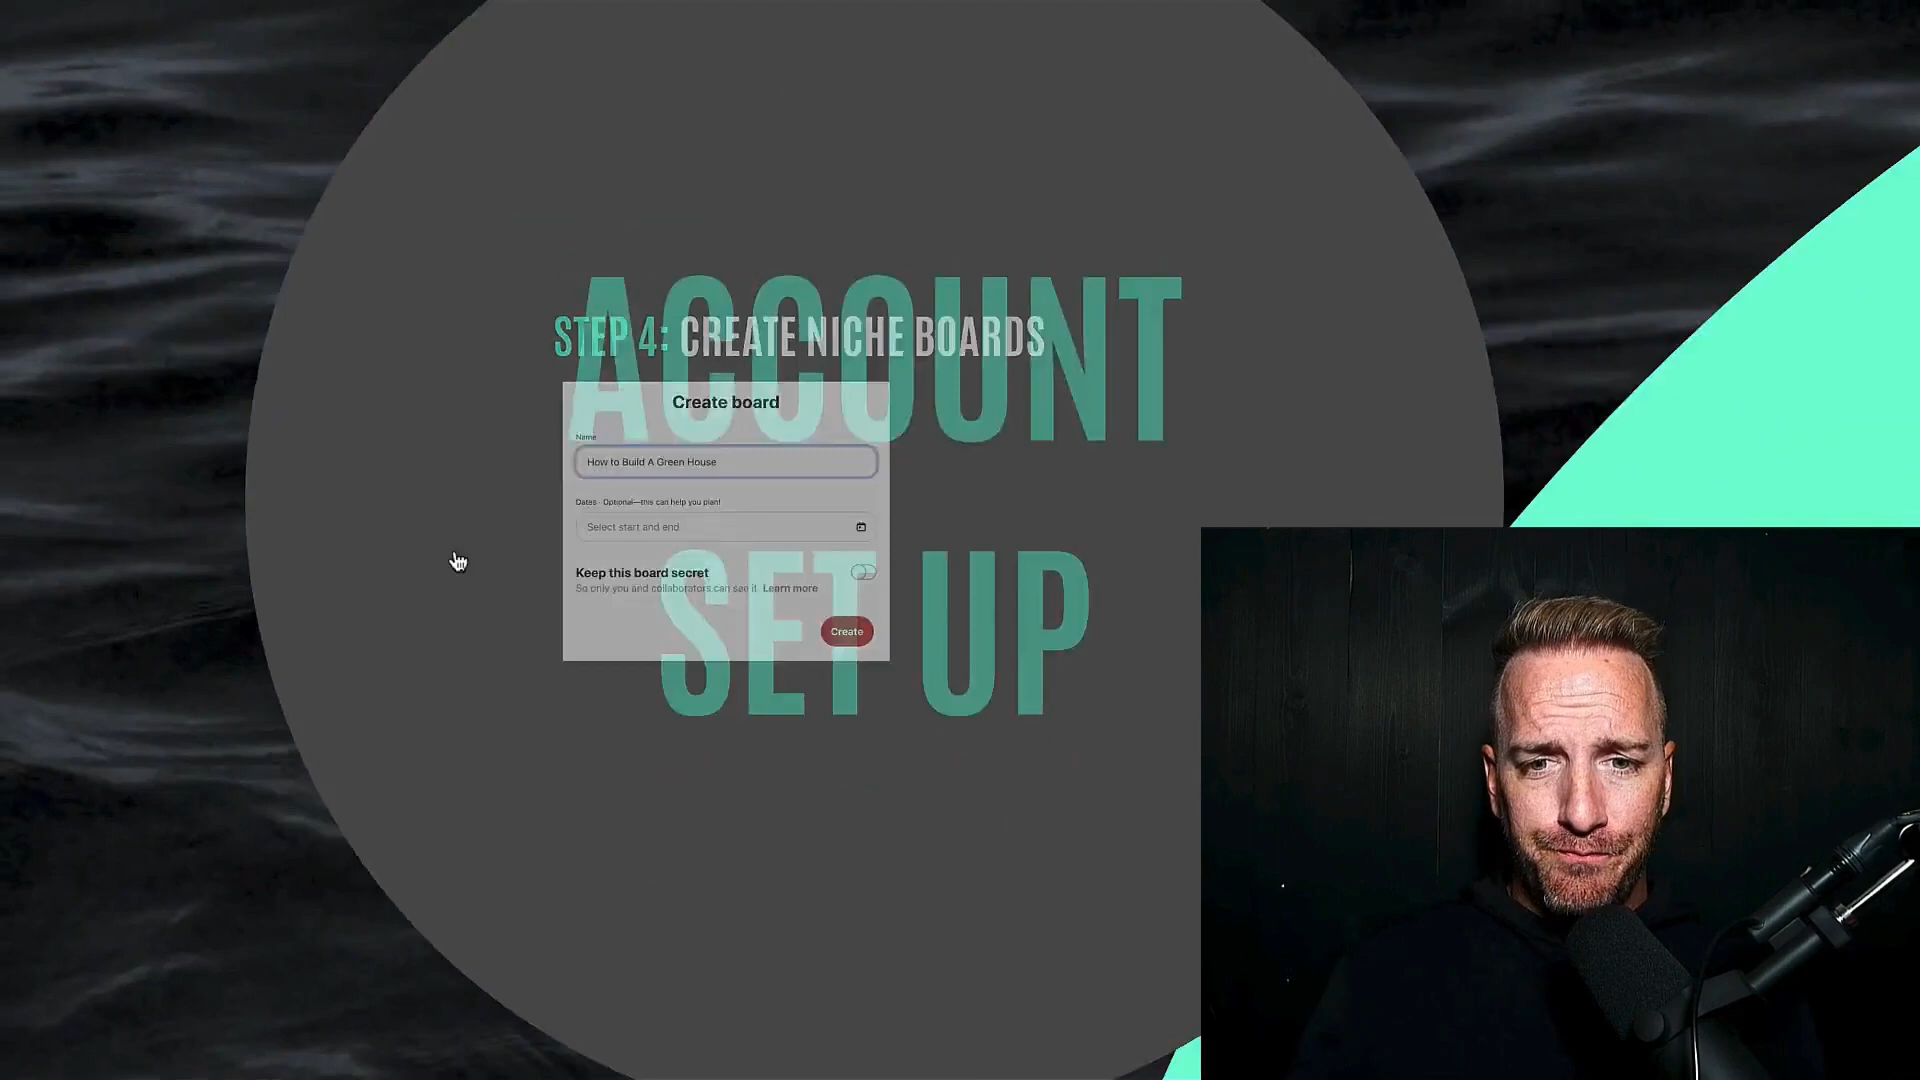 ACCOUNT
SET UP
STEP 4: CREATE NICHE BOARDS
Create board
Name
How to Build A Green House
Dates · Optional—this can help you plan!
Select start and end
Keep this board secret
So only you and collaborators can see it. Learn more
Create